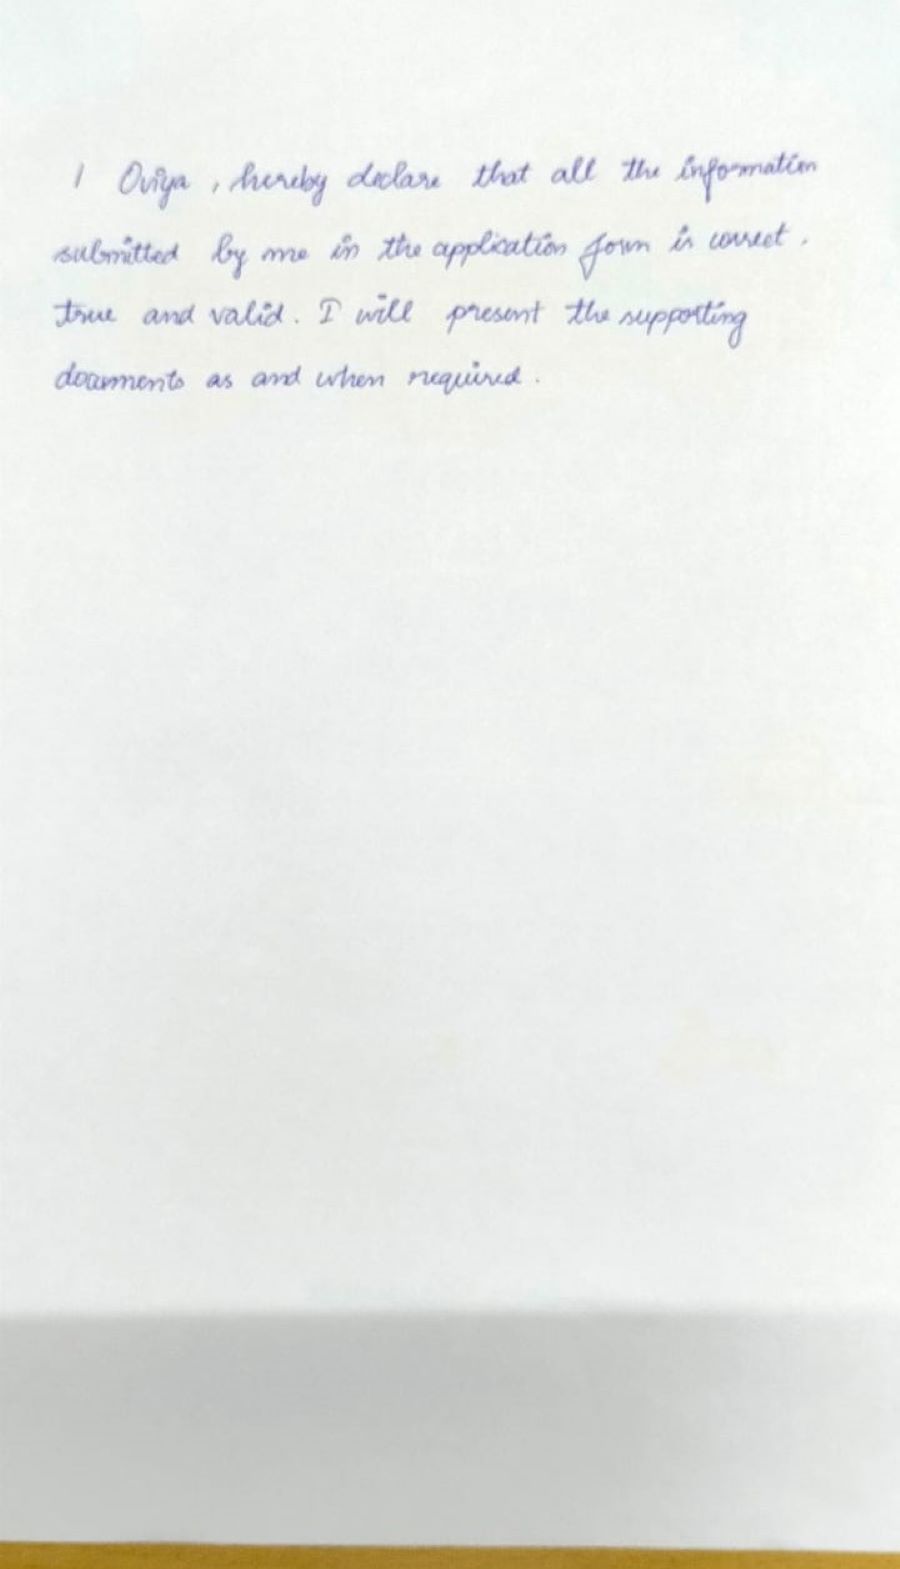 I Oviya, hereby declare that all the information
submitted by me in the application form is correct,
true and valid. I will present the supporting
documents as and when required.